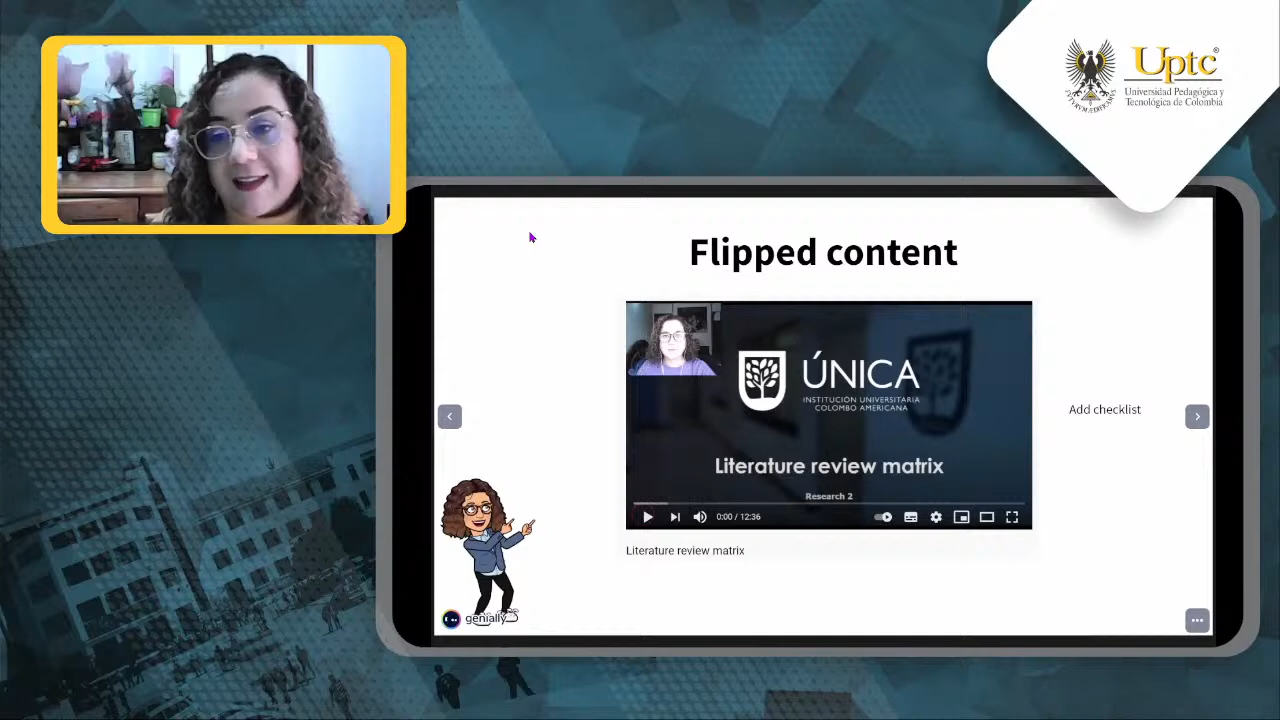 Uptc
Universidad Pedagógica y
Tecnológica de Colombia
Flipped content
ÚNICA
INSTITUCIÓN UNIVERSITARIA
COLOMBO AMERICANA
Add checklist
Literature review matrix
Research 2
0:00 / 12:36
Literature review matrix
genially